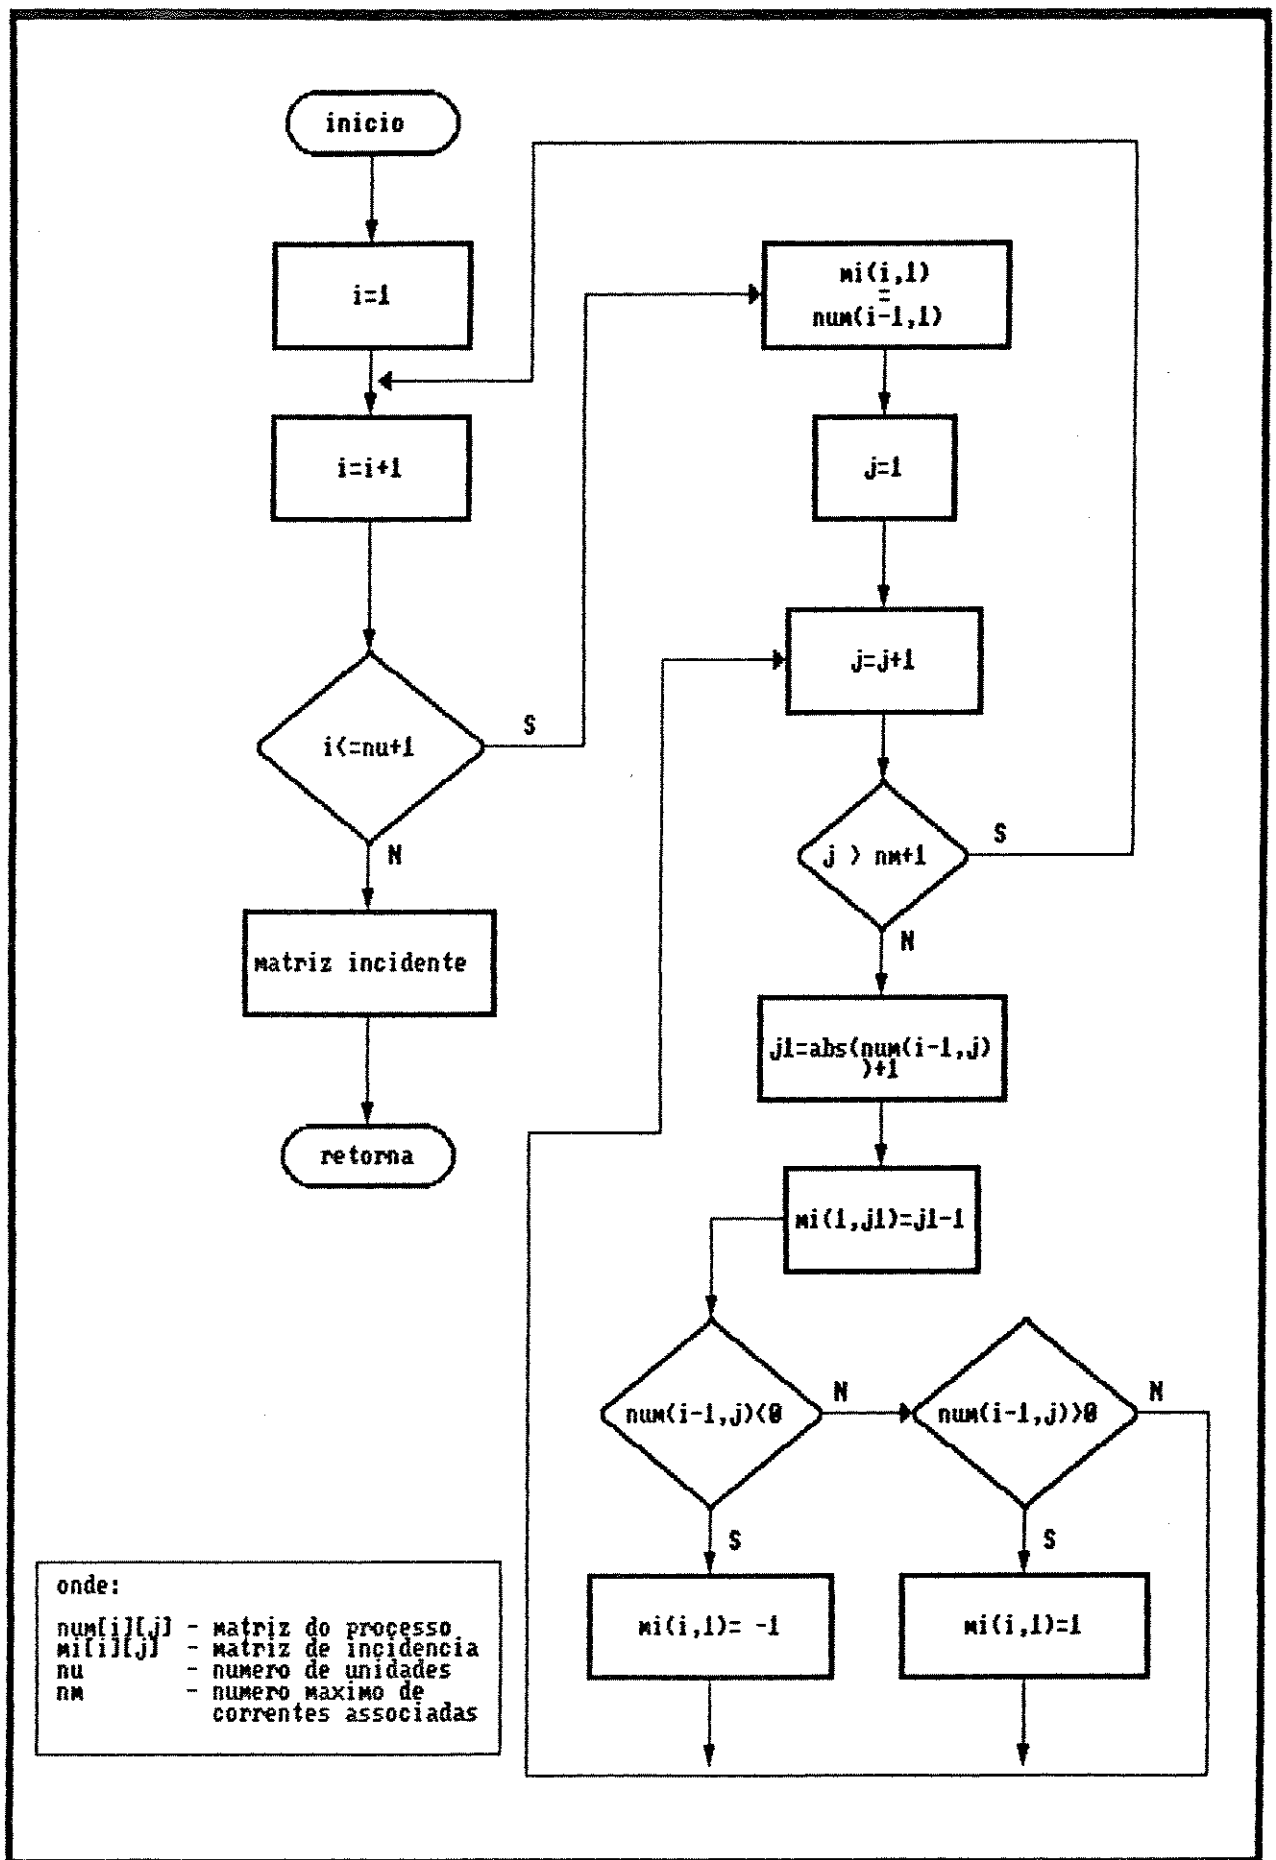 inicio
i=1
i=i+1
i<=nu+1
S
N
matriz incidente
retorna
mi(i,1)
=
num(i-1,1)
j=1
j=j+1
j > nm+1
S
N
j1=abs(num(i-1,j)
)+1
mi(1,j1)=j1-1
num(i-1,j)<0
N
S
num(i-1,j)>0
N
S
mi(i,1)= -1
mi(i,1)=1
onde:
num[i][j] - matriz do processo
mi[i][j] - matriz de incidencia
nu - numero de unidades
nm - numero maximo de
correntes associadas